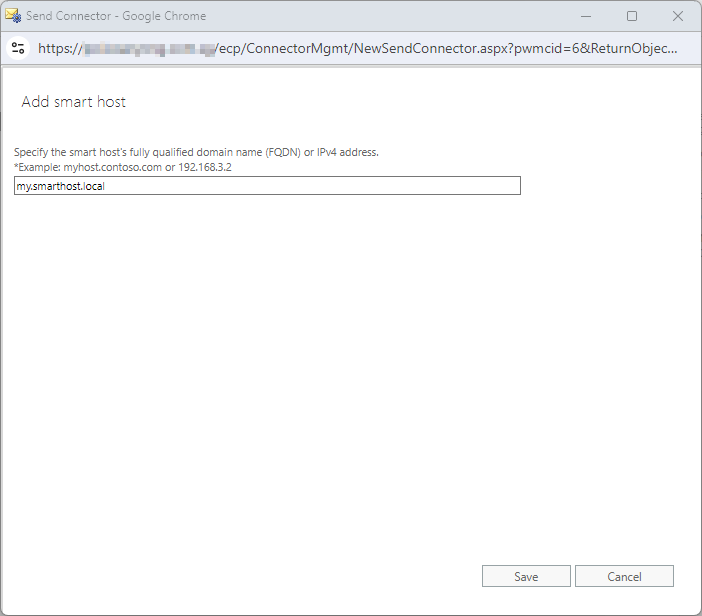 Send Connector - Google Chrome
https:// /ecp/ConnectorMgmt/NewSendConnector.aspx?pwmcid=6&ReturnObjec...
Add smart host
Specify the smart host's fully qualified domain name (FQDN) or IPv4 address.
*Example: myhost.contoso.com or 192.168.3.2
my.smarthost.local
Save Cancel